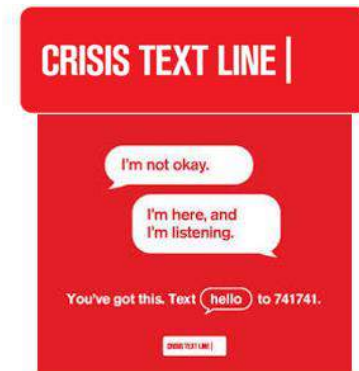 CRISIS TEXT LINE |
I'm not okay.
I'm here, and
I'm listening.
You've got this. Text hello to 741741.
CRISIS TEXT LINE |